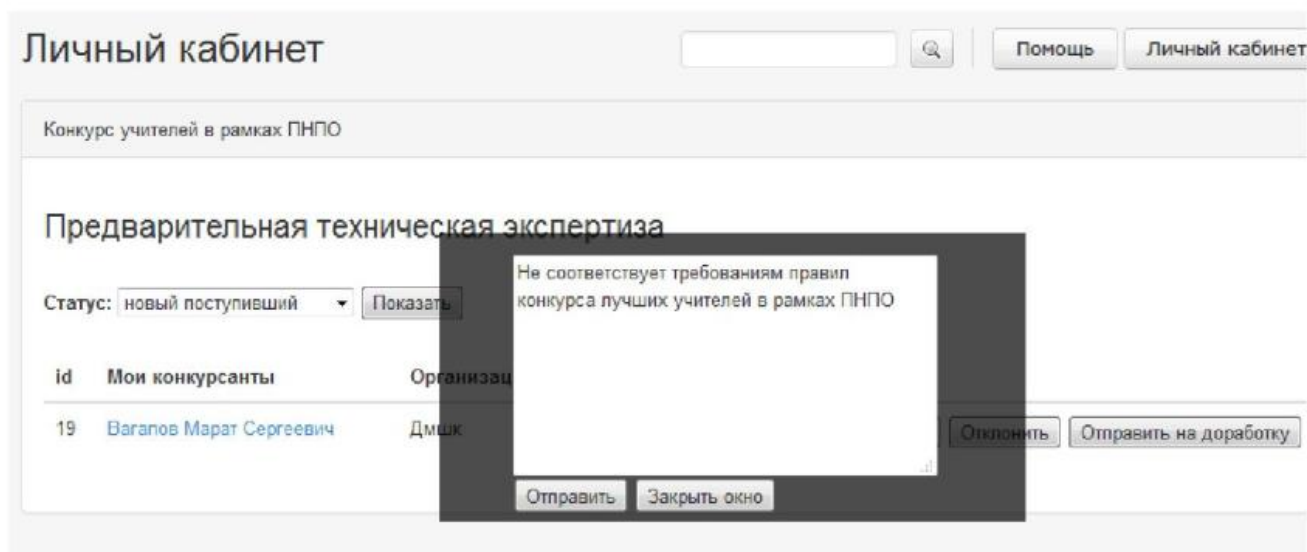 Личный кабинет
Помощь
Личный кабинет
Конкурс учителей в рамках ПНПО
Предварительная техническая экспертиза
Не соответствует требованиям правил
конкурса лучших учителей в рамках ПНПО
Статус: новый поступивший Показать
id Мои конкурсанты Организац
19 Вагапов Марат Сергеевич Дмшк Отклонить Отправить на доработку
Отправить Закрыть окно